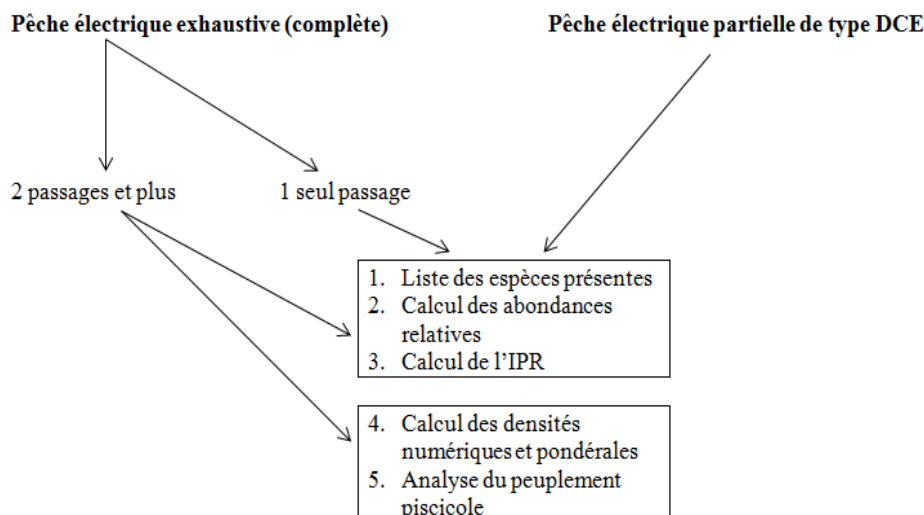 Pêche électrique exhaustive (complète)
Pêche électrique partielle de type DCE
2 passages et plus
1 seul passage
1. Liste des espèces présentes
2. Calcul des abondances
relatives
3. Calcul de l’IPR
4. Calcul des densités
numériques et pondérales
5. Analyse du peuplement
piscicole